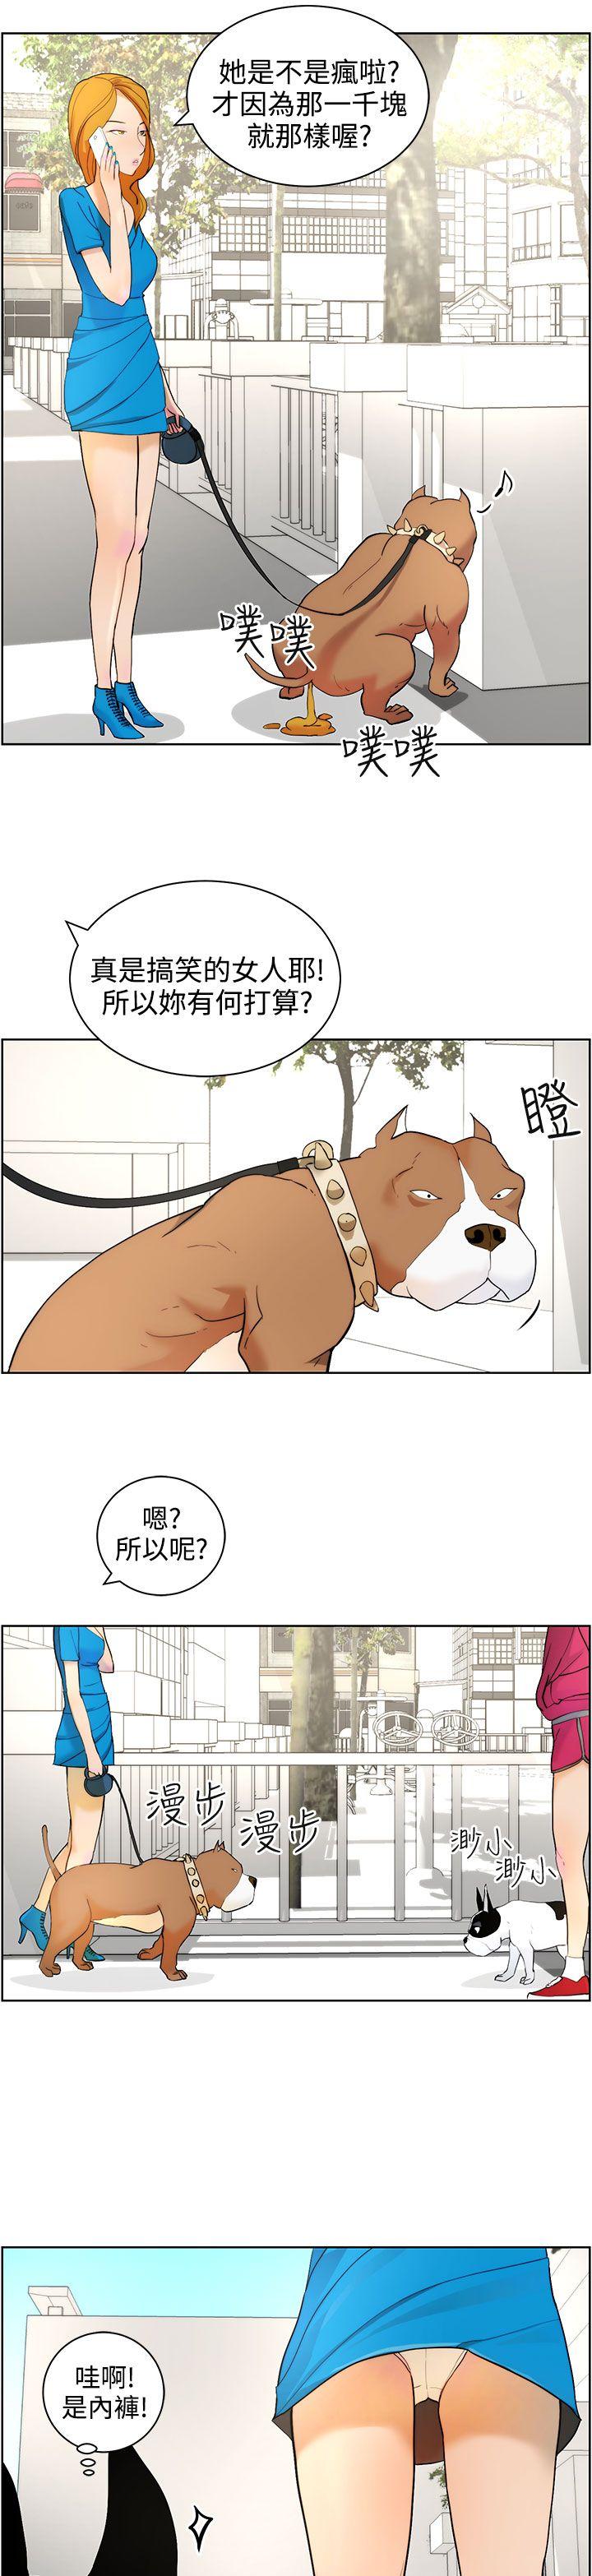 她是不是瘋啦?
才因為那一千塊
就那樣喔?
噗噗
噗噗
真是搞笑的女人耶!
所以妳有何打算?
瞪
嗯?
所以呢?
漫步
漫步
渺小
渺小
哇啊!
是內褲!